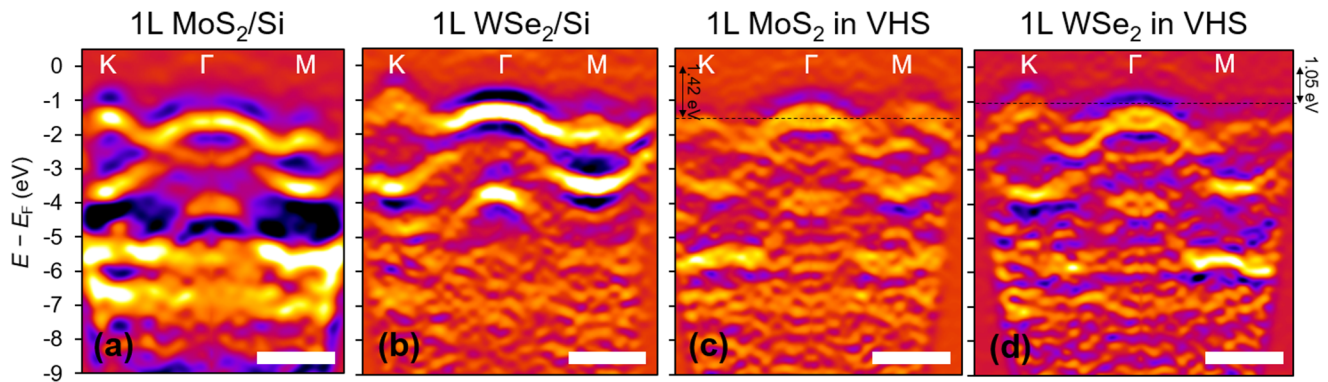 1L MoS₂/Si
1L WSe₂/Si
1L MoS₂ in VHS
1L WSe₂ in VHS
E − E_F (eV)
0
-1
-2
-3
-4
-5
-6
-7
-8
-9
K Γ M
K Γ M
K Γ M
K Γ M
1.42 eV
1.05 eV
(a)
(b)
(c)
(d)